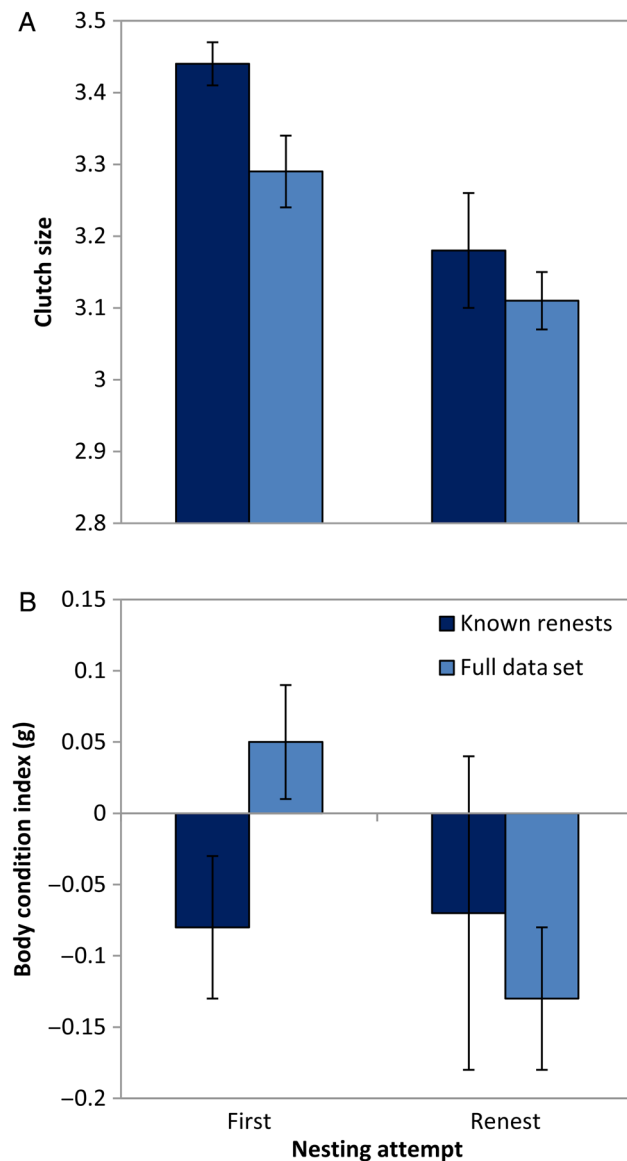 A
3.5
3.4
3.3
3.2
3.1
3
2.9
2.8
Clutch size
B
0.15
0.1
0.05
0
–0.05
–0.1
–0.15
–0.2
Body condition index (g)
Known renests
Full data set
First
Renest
Nesting attempt